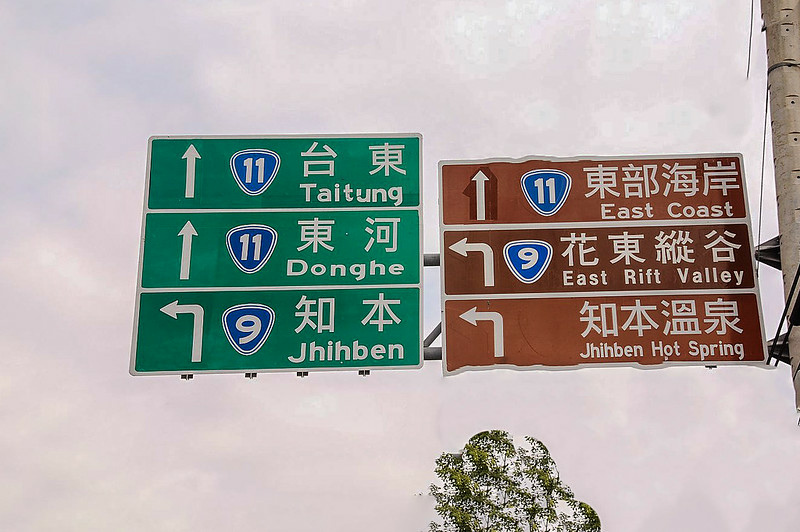 11 台東
Taitung
11 東河
Donghe
9 知本
Jhihben
11 東部海岸
East Coast
9 花東縱谷
East Rift Valley
知本溫泉
Jhihben Hot Spring